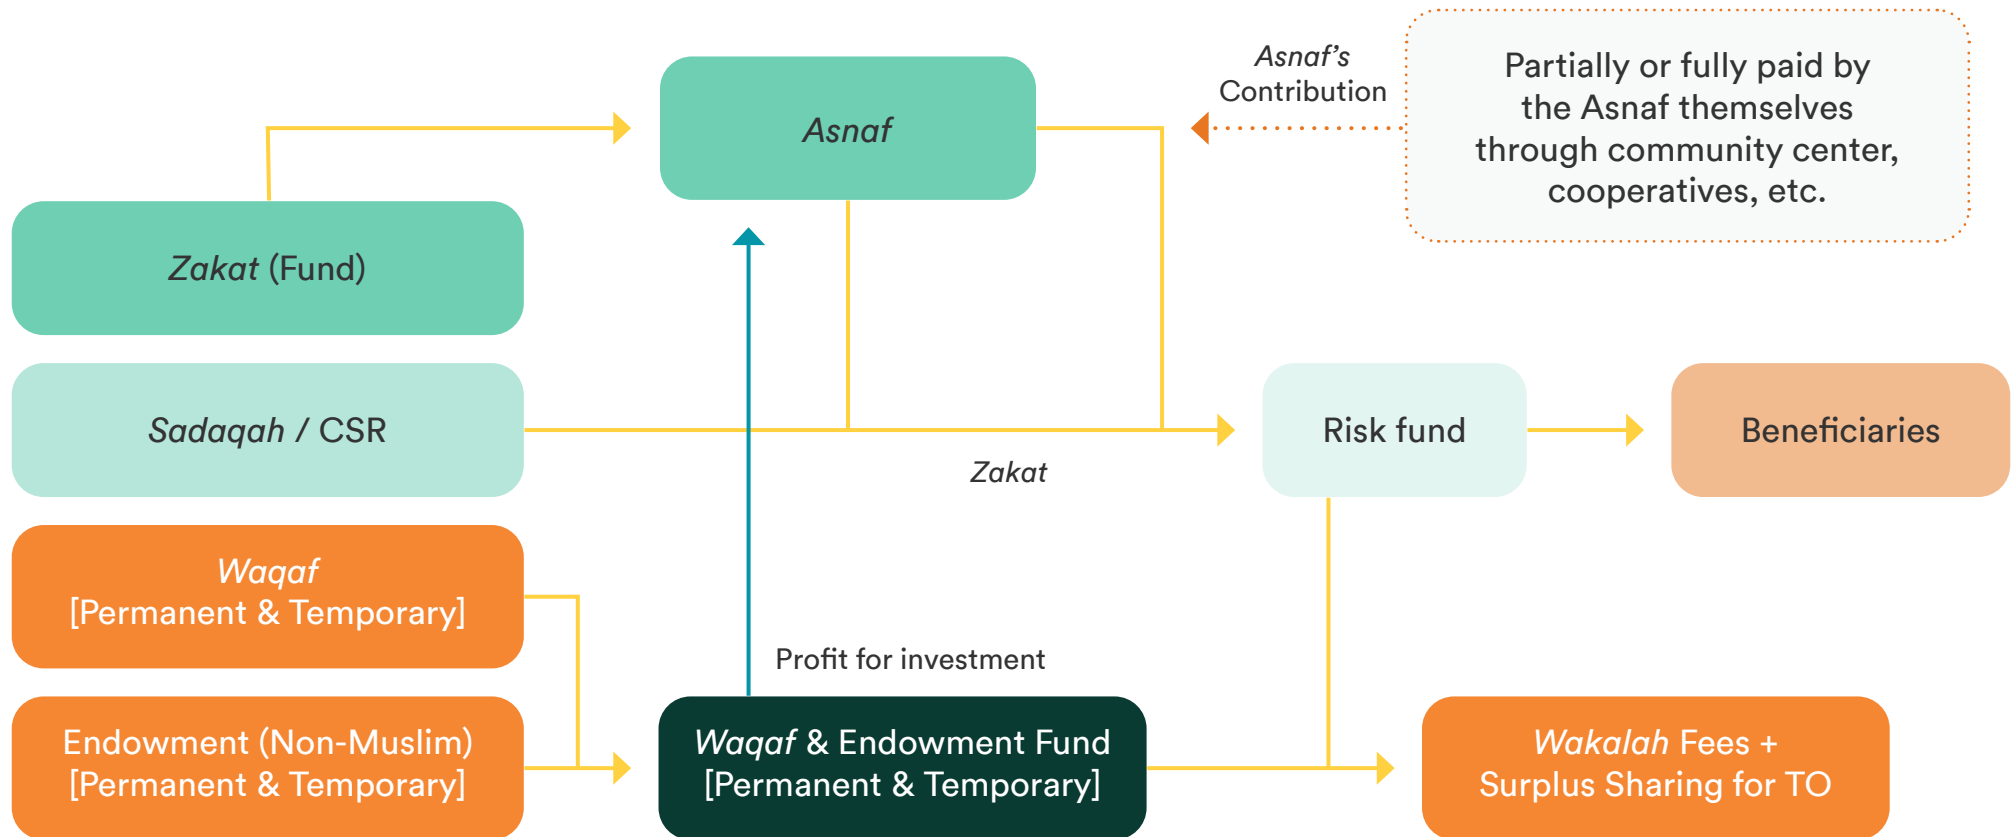 Asnaf
Asnaf's
Contribution
Partially or fully paid by
the Asnaf themselves
through community center,
cooperatives, etc.
Zakat (Fund)
Sadaqah / CSR
Zakat
Risk fund
Beneficiaries
Waqaf
[Permanent & Temporary]
Profit for investment
Endowment (Non-Muslim)
[Permanent & Temporary]
Waqaf & Endowment Fund
[Permanent & Temporary]
Wakalah Fees +
Surplus Sharing for TO